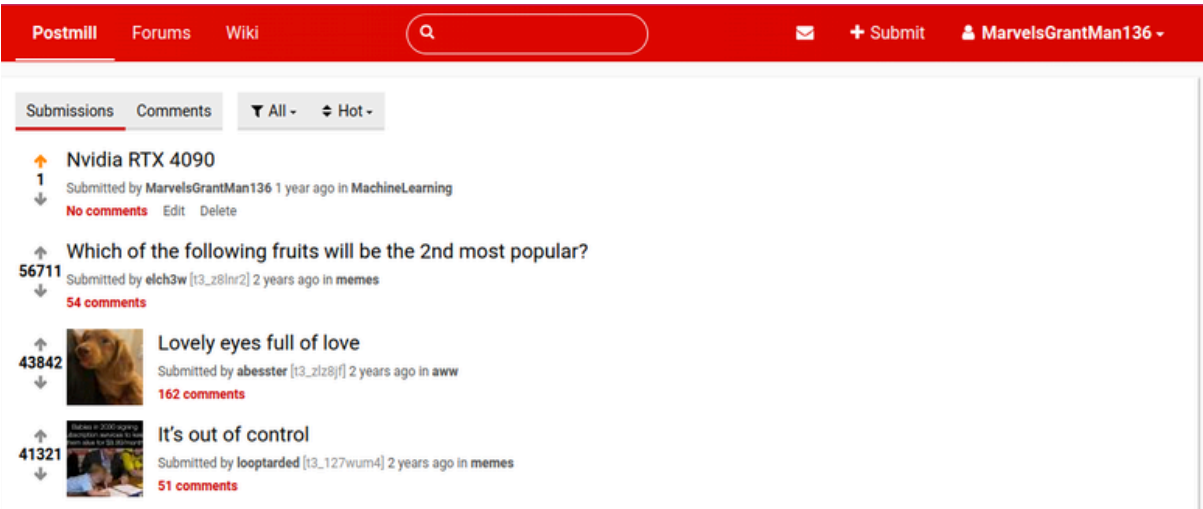 Postmill Forums Wiki Submit MarvelsGrantMan136
Submissions Comments All Hot
Nvidia RTX 4090
1
Submitted by MarvelsGrantMan136 1 year ago in MachineLearning
No comments Edit Delete
Which of the following fruits will be the 2nd most popular?
56711
Submitted by elch3w [t3_z8lnr2] 2 years ago in memes
54 comments
Lovely eyes full of love
43842
Submitted by abesster [t3_zlz8jf] 2 years ago in aww
162 comments
Babies in 2030 signing
It's out of control
41321
Submitted by looptarded [t3_127wum4] 2 years ago in memes
51 comments